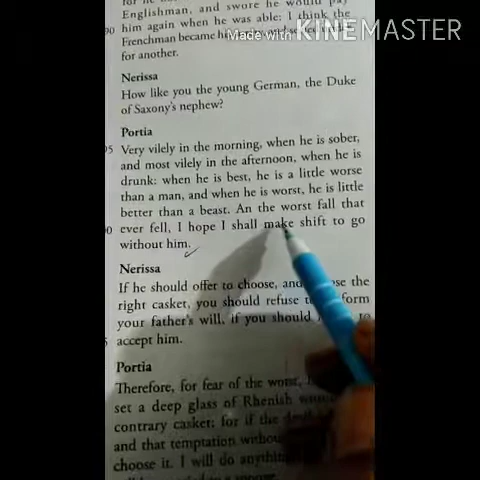 Englishman, and swore he would pay
90 him again when he was able: I think the
Frenchman became his
for another.
Made with KINEMASTER
Nerissa
How like you the young German, the Duke
of Saxony's nephew?
Portia
95 Very vilely in the morning, when he is sober,
and most vilely in the afternoon, when he is
drunk: when he is best, he is a little worse
than a man, and when he is worst, he is little
better than a beast. An the worst fall that
ever fell, I hope I shall make shift to go
without him.
Nerissa
If he should offer to choose, and the
right casket, you should refuse form
your father's will, if you should to
accept him.
Portia
Therefore, for fear of the worst,
set a deep glass of Rhenish
contrary casket; for if the
and that temptation
choose it. I will do